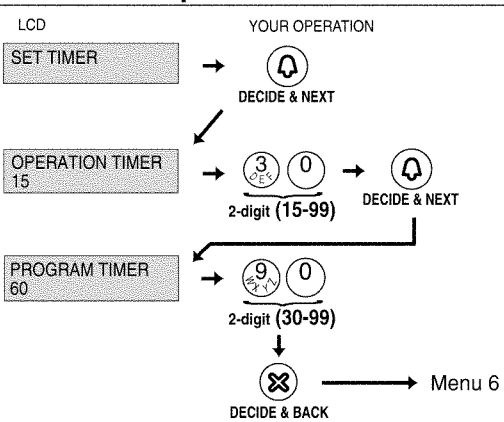 LCD YOUR OPERATION
SET TIMER
DECIDE & NEXT
OPERATION TIMER
15
3 DEF 0
2-digit (15-99)
DECIDE & NEXT
PROGRAM TIMER
60
9 WXYZ 0
2-digit (30-99)
Menu 6
DECIDE & BACK